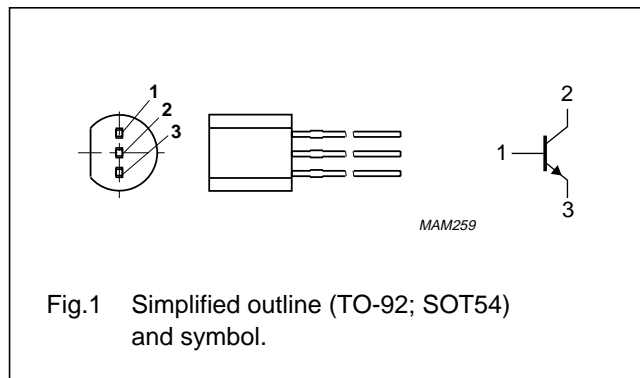 1
2
3
2
1
3
MAM259
Fig.1 Simplified outline (TO-92; SOT54)
and symbol.